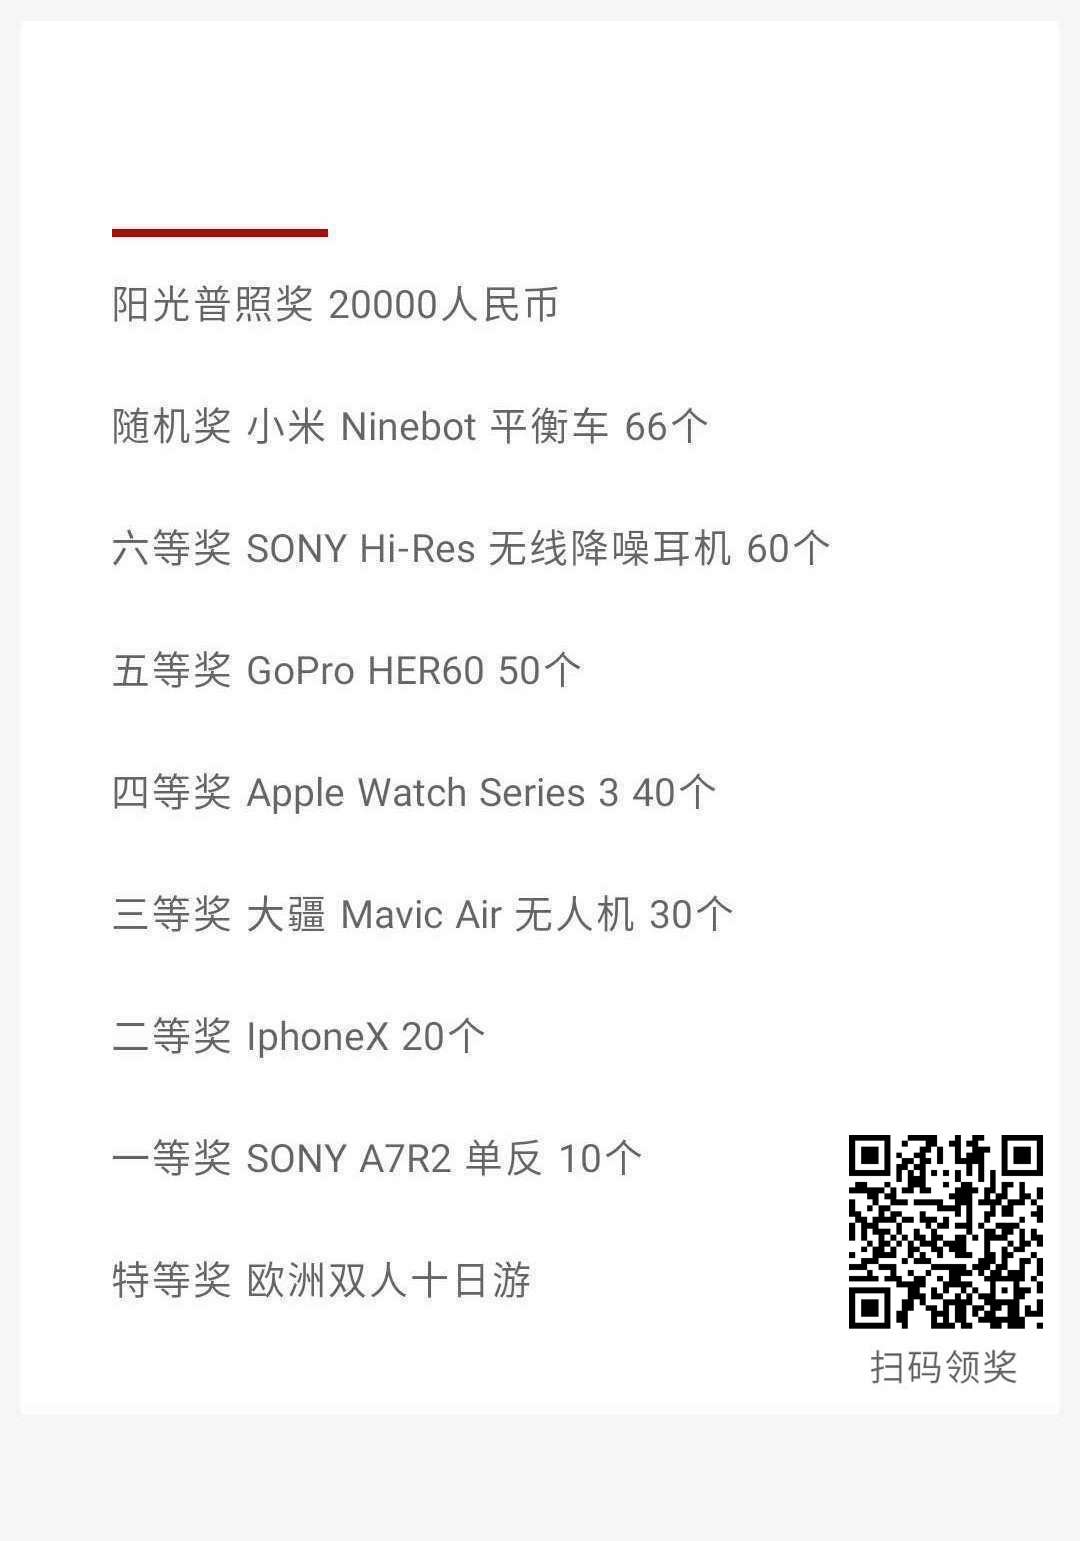 阳光普照奖 20000人民币
随机奖 小米 Ninebot 平衡车 66个
六等奖 SONY Hi-Res 无线降噪耳机 60个
五等奖 GoPro HER60 50个
四等奖 Apple Watch Series 3 40个
三等奖 大疆 Mavic Air 无人机 30个
二等奖 IphoneX 20个
一等奖 SONY A7R2 单反 10个
特等奖 欧洲双人十日游
扫码领奖